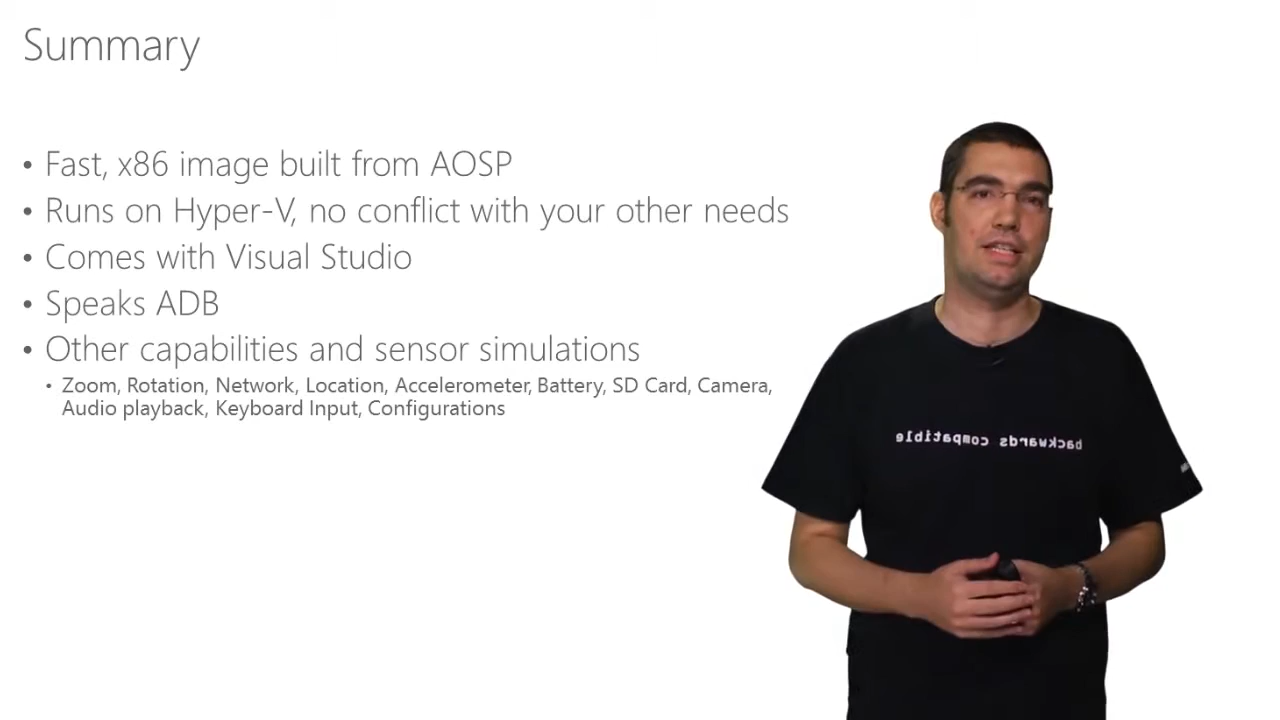 Summary
• Fast, x86 image built from AOSP
• Runs on Hyper-V, no conflict with your other needs
• Comes with Visual Studio
• Speaks ADB
• Other capabilities and sensor simulations
• Zoom, Rotation, Network, Location, Accelerometer, Battery, SD Card, Camera,
Audio playback, Keyboard Input, Configurations
backwards compatible